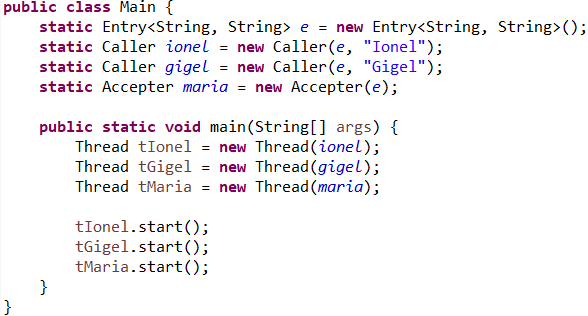 public class Main {
    static Entry<String, String> e = new Entry<String, String>();
    static Caller ionel = new Caller(e, "Ionel");
    static Caller gigel = new Caller(e, "Gigel");
    static Accepter maria = new Accepter(e);

    public static void main(String[] args) {
        Thread tIonel = new Thread(ionel);
        Thread tGigel = new Thread(gigel);
        Thread tMaria = new Thread(maria);

        tIonel.start();
        tGigel.start();
        tMaria.start();
    }
}